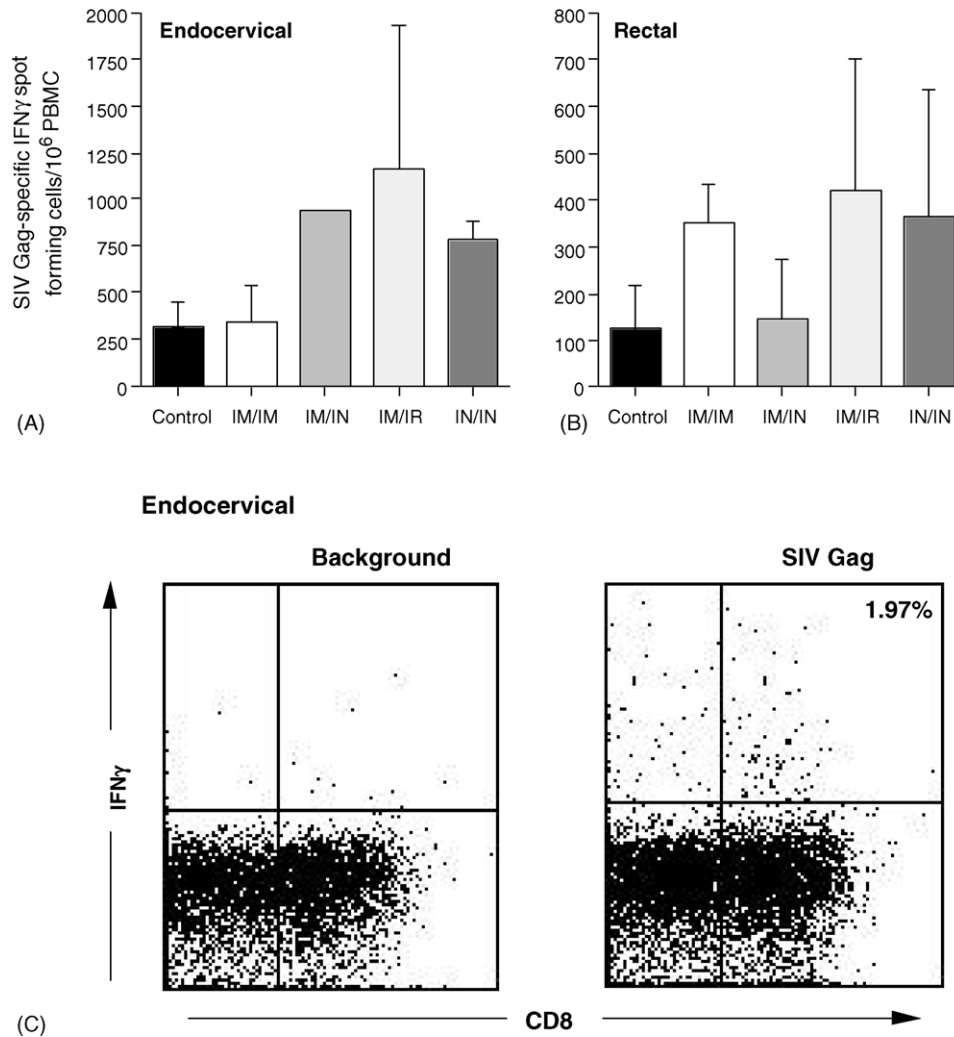 SIV Gag-specific IFNγ spot
forming cells/10⁶ PBMC
Endocervical
2000
1750
1500
1250
1000
750
500
250
0
Control IM/IM IM/IN IM/IR IN/IN
(A)
Rectal
800
700
600
500
400
300
200
100
0
Control IM/IM IM/IN IM/IR IN/IN
(B)
Endocervical
Background
SIV Gag
1.97%
IFNγ
CD8
(C)